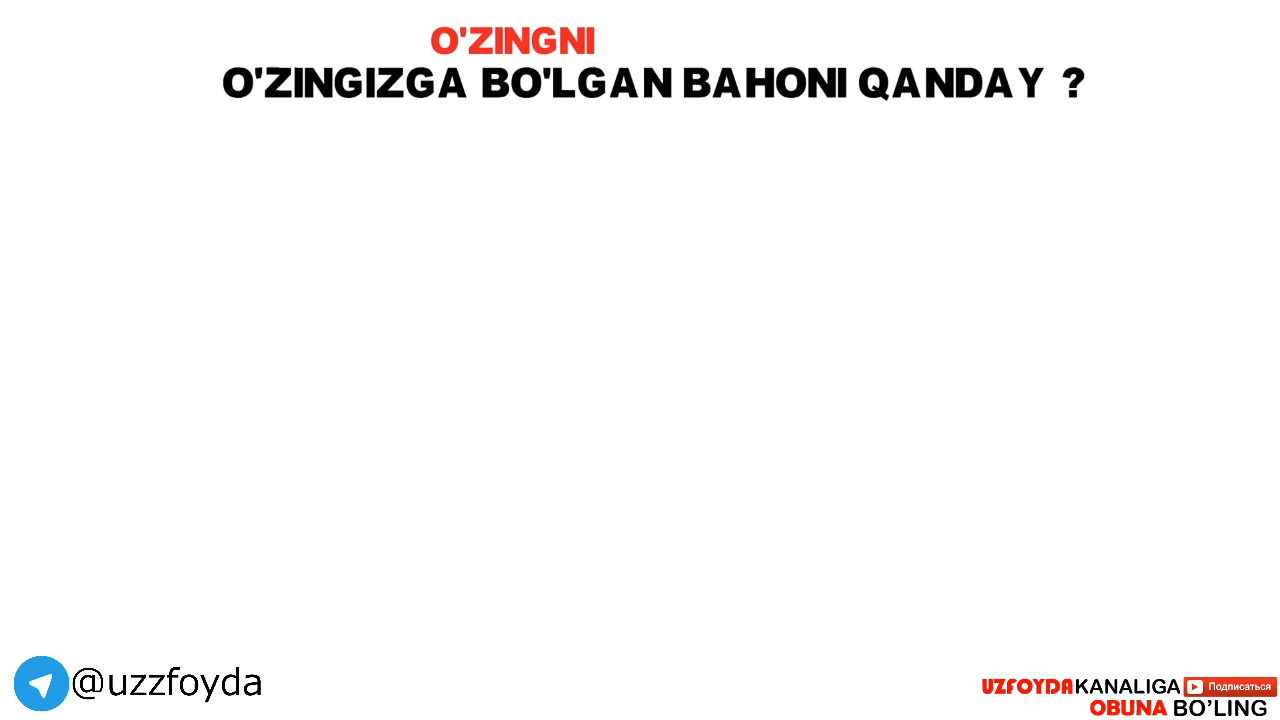 O'ZINGNI
O'ZINGIZGA BO'LGAN BAHONI QANDAY ?
@uzzfoyda
UZFOYDA KANALIGA Подписаться
OBUNA BO’LING